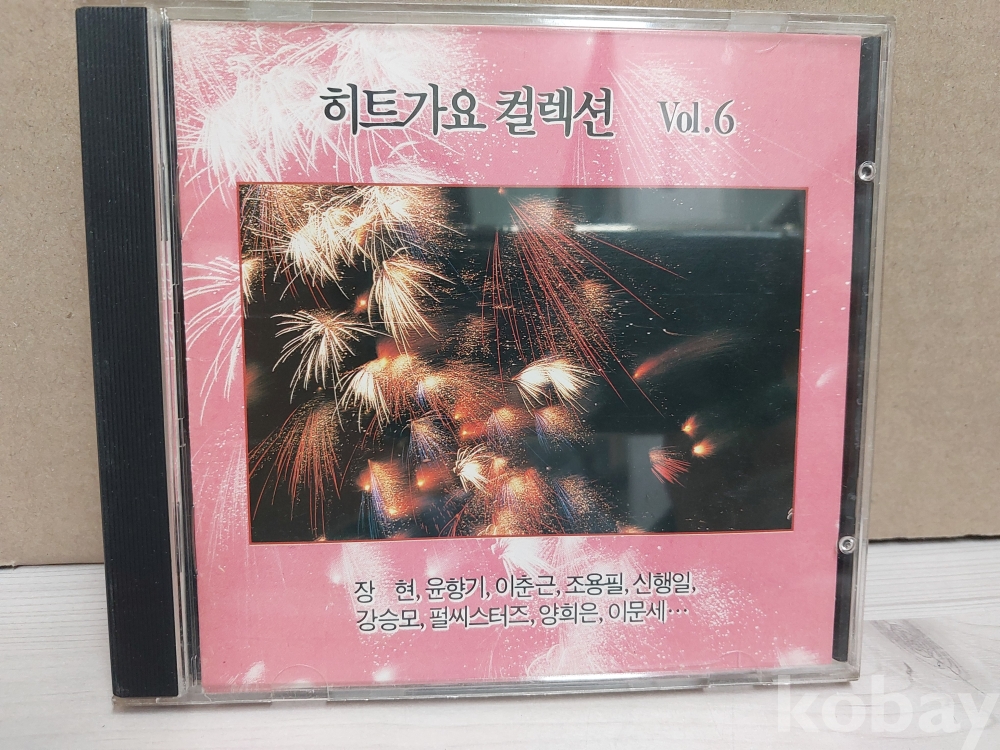 히트가요 컬렉션 Vol.6
장 현, 윤향기, 이춘근, 조용필, 신행일,
강승모, 펄씨스터즈, 양희은, 이문세…
kobay